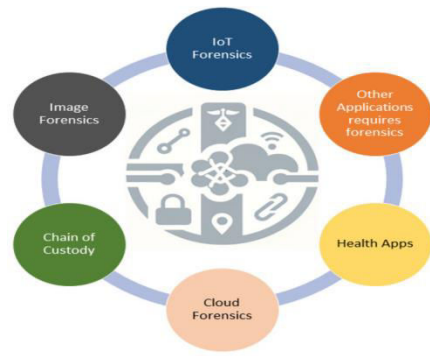 IoT
Forensics
Other
Applications
requires
forensics
Health Apps
Cloud
Forensics
Chain of
Custody
Image
Forensics